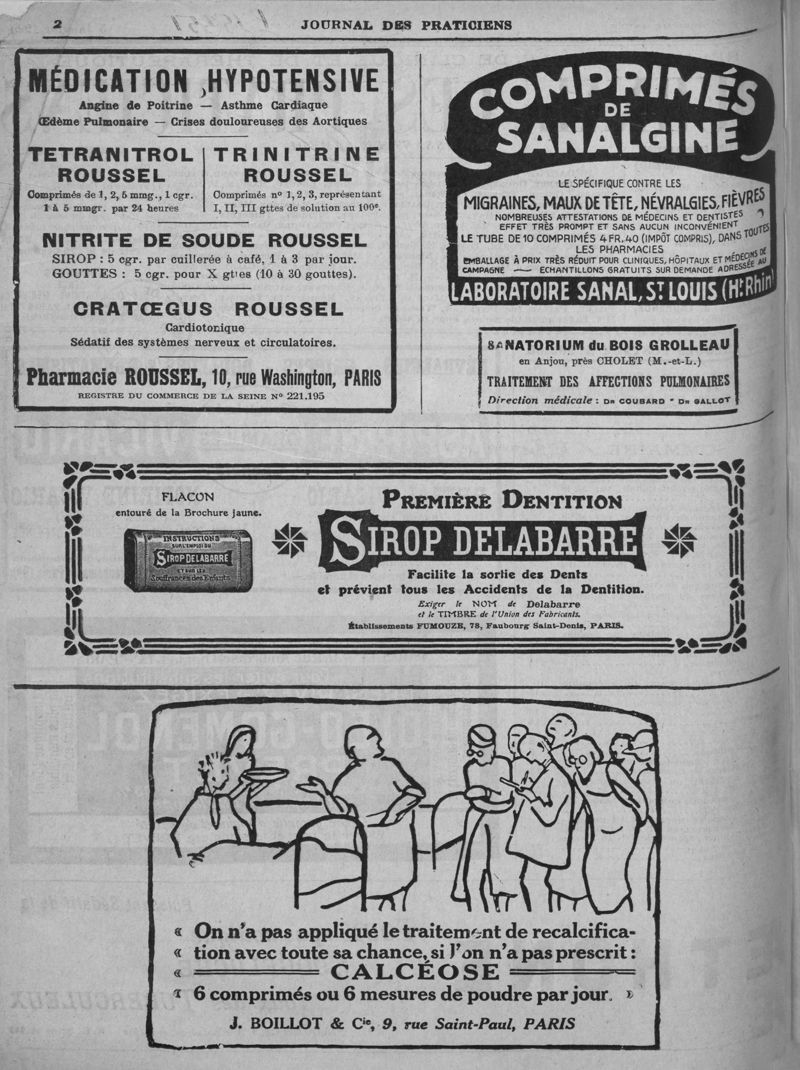 2
JOURNAL DES PRATICIENS
MÉDICATION HYPOTENSIVE
Angine de Poitrine — Asthme Cardiaque
Œdème Pulmonaire — Crises douloureuses des Aortiques
TETRANITROL
ROUSSEL
Comprimés de 1, 2, 5 mmg., 1 cgr.
1 à 5 mmgr. par 24 heures
TRINITRINE
ROUSSEL
Comprimés nº 1, 2, 3, représentant
I, II, III gttes de solution au 100e.
NITRITE DE SOUDE ROUSSEL
SIROP : 5 cgr. par cuillerée à café, 1 à 3 par jour.
GOUTTES : 5 cgr. pour X gttes (10 à 30 gouttes).
CRATŒGUS ROUSSEL
Cardiotonique
Sédatif des systèmes nerveux et circulatoires.
Pharmacie ROUSSEL, 10, rue Washington, PARIS
REGISTRE DU COMMERCE DE LA SEINE Nº 221.195
COMPRIMÉS
DE
SANALGINE
LE SPÉCIFIQUE CONTRE LES
MIGRAINES, MAUX DE TÊTE, NÉVRALGIES, FIÈVRES
NOMBREUSES ATTESTATIONS DE MÉDECINS ET DENTISTES
EFFET TRÈS PROMPT ET SANS AUCUN INCONVÉNIENT
LE TUBE DE 10 COMPRIMÉS 4 FR. 40 (IMPÔT COMPRIS), DANS TOUTES
LES PHARMACIES
EMBALLAGE À PRIX TRÈS RÉDUIT POUR CLINIQUES, HÔPITAUX ET MÉDECINS DE
CAMPAGNE — ÉCHANTILLONS GRATUITS SUR DEMANDE ADRESSÉE AU
LABORATOIRE SANAL, ST LOUIS (Ht Rhin)
SANATORIUM du BOIS GROLLEAU
en Anjou, près CHOLET (M.-et-L.)
TRAITEMENT DES AFFECTIONS PULMONAIRES
Direction médicale : DR COUBARD - DR GALLOT
FLACON
entouré de la Brochure jaune.
INSTRUCTIONS
SUR L'EMPLOI DU
SIROP DELABARRE
ET SUR LES
Souffrances des Enfants
PREMIÈRE DENTITION
SIROP DELABARRE
Facilite la sortie des Dents
et prévient tous les Accidents de la Dentition.
Exiger le NOM de Delabarre
et le TIMBRE de l'Union des Fabricants.
Établissements FUMOUZE, 78, Faubourg Saint-Denis, PARIS.
« On n'a pas appliqué le traitement de recalcifica-
« tion avec toute sa chance, si l'on n'a pas prescrit :
« CALCÉOSE
« 6 comprimés ou 6 mesures de poudre par jour. »
J. BOILLOT & Cie, 9, rue Saint-Paul, PARIS